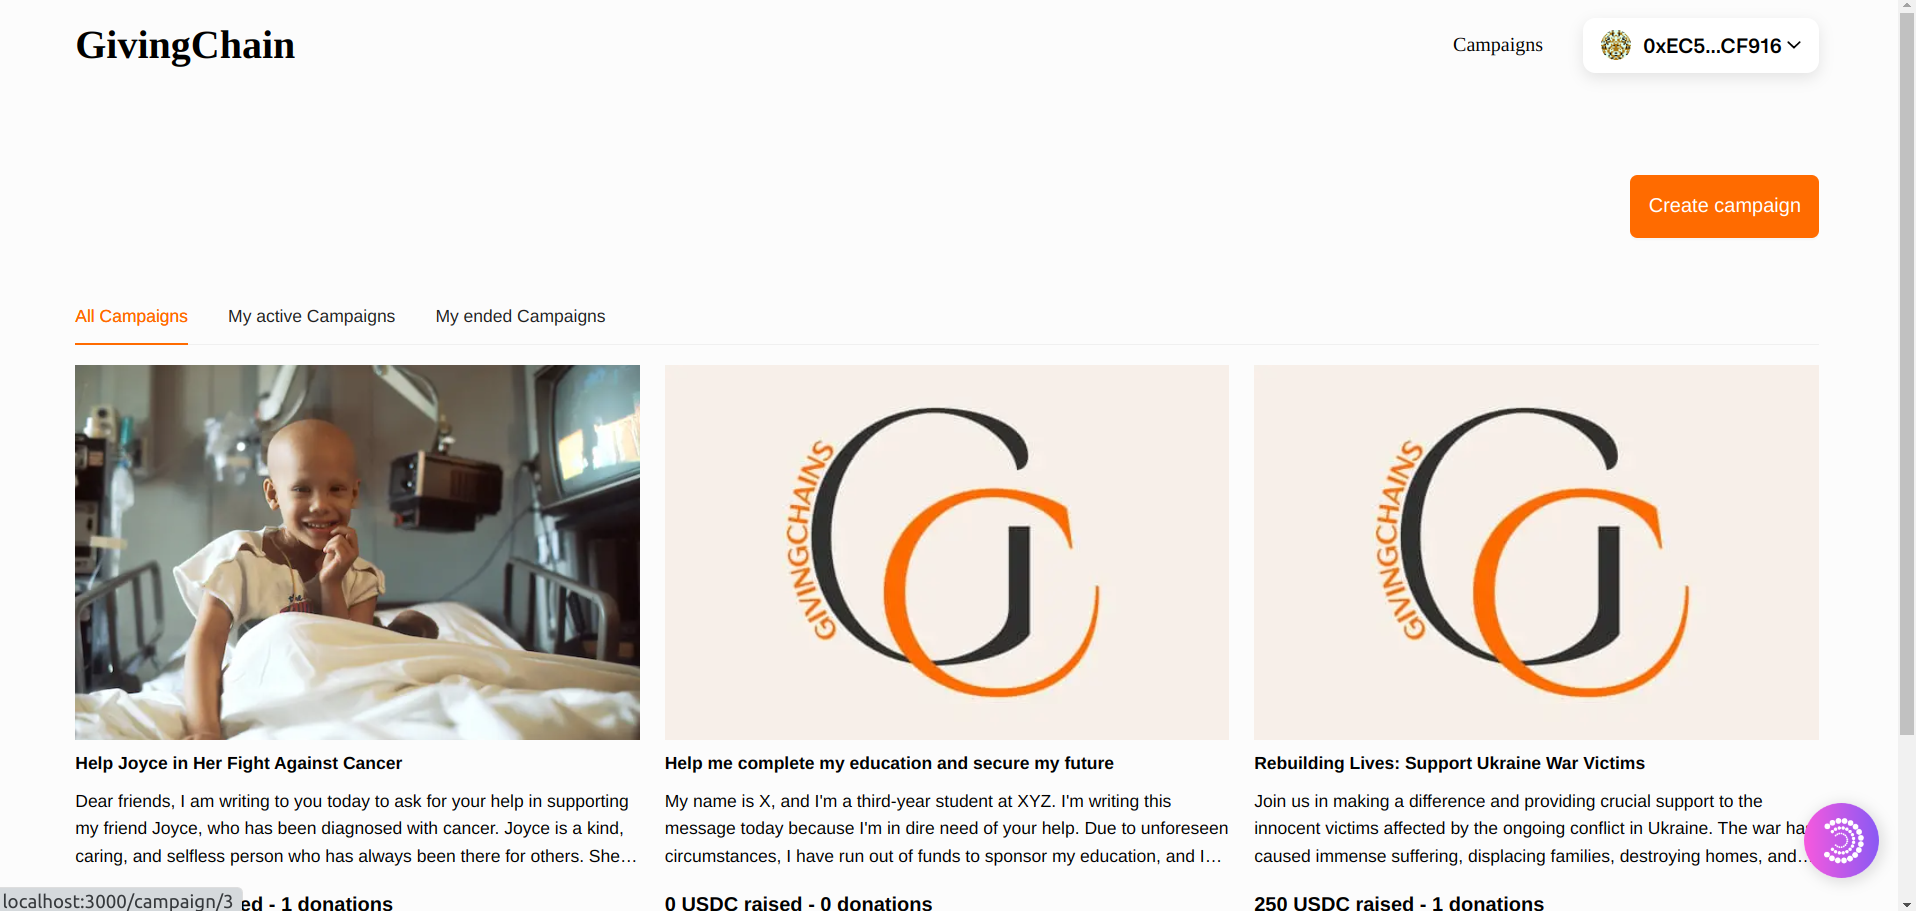 GivingChain
Campaigns
0xEC5...CF916
Create campaign
All Campaigns
My active Campaigns
My ended Campaigns
GIVINGCHAINS
GIVINGCHAINS
Help Joyce in Her Fight Against Cancer
Dear friends, I am writing to you today to ask for your help in supporting
my friend Joyce, who has been diagnosed with cancer. Joyce is a kind,
caring, and selfless person who has always been there for others. She...
ed - 1 donations
Help me complete my education and secure my future
My name is X, and I'm a third-year student at XYZ. I'm writing this
message today because I'm in dire need of your help. Due to unforeseen
circumstances, I have run out of funds to sponsor my education, and I...
0 USDC raised - 0 donations
Rebuilding Lives: Support Ukraine War Victims
Join us in making a difference and providing crucial support to the
innocent victims affected by the ongoing conflict in Ukraine. The war ha
caused immense suffering, displacing families, destroying homes, and...
250 USDC raised - 1 donations
localhost:3000/campaign/3